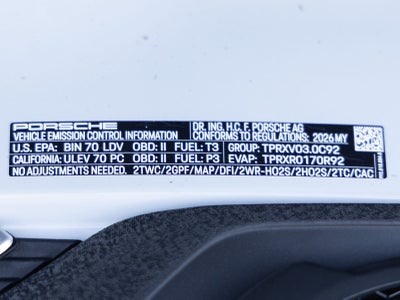 PORSCHE DR. ING. H.C. F. PORSCHE AG
VEHICLE EMISSION CONTROL INFORMATION CONFORMS TO REGULATIONS: 2026 MY
U.S. EPA: BIN 70 LDV OBD: II FUEL: T3 GROUP: TPRXV03.0C92
CALIFORNIA: ULEV 70 PC OBD: II FUEL: P3 EVAP: TPRXR0170R92
NO ADJUSTMENTS NEEDED. 2TWC/2GPF/MAP/DFI/2WR-HO2S/2HO2S/2TC/CAC